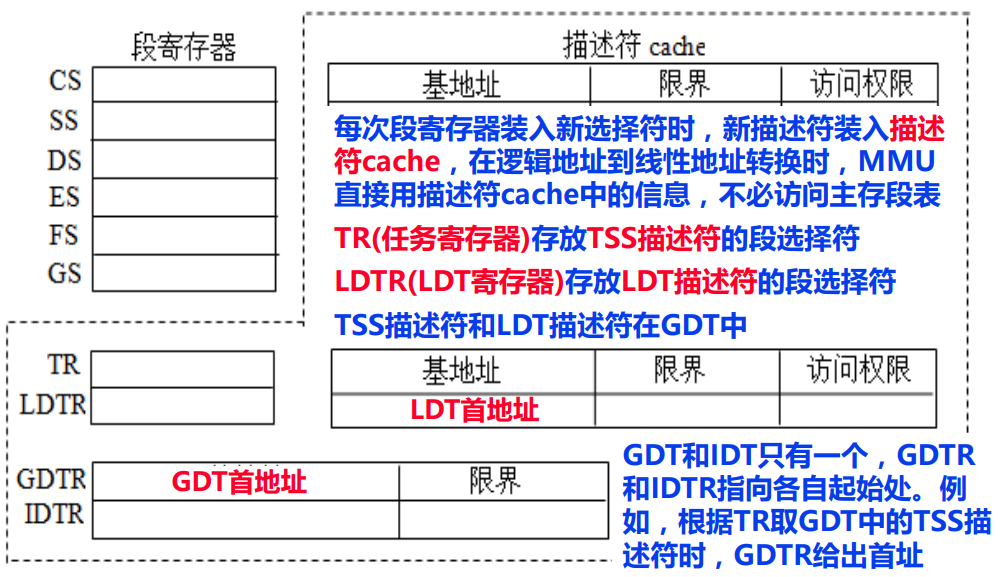 段寄存器
描述符 cache
CS
SS
DS
ES
FS
GS
基地址 限界 访问权限
每次段寄存器装入新选择符时，新描述符装入描述
符cache，在逻辑地址到线性地址转换时，MMU
直接用描述符cache中的信息，不必访问主存段表
TR(任务寄存器)存放TSS描述符的段选择符
LDTR(LDT寄存器)存放LDT描述符的段选择符
TSS描述符和LDT描述符在GDT中
TR
LDTR
基地址 限界 访问权限
LDT首地址
GDTR GDT首地址 限界
IDTR
GDT和IDT只有一个，GDTR
和IDTR指向各自起始处。例
如，根据TR取GDT中的TSS描
述符时，GDTR给出首址